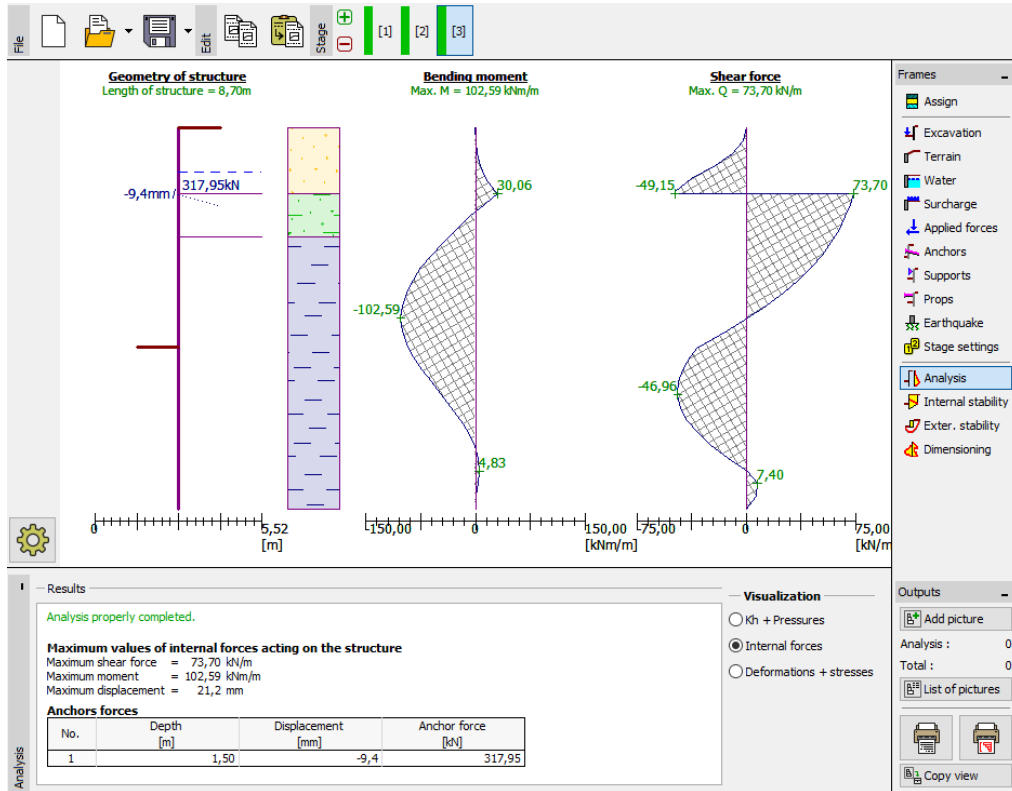 File
Edit
Stage
[1]
[2]
[3]
Geometry of structure
Length of structure = 8,70m
Bending moment
Max. M = 102,59 kNm/m
Shear force
Max. Q = 73,70 kN/m
317,95kN
-9,4mm
30,06
-102,59
4,83
-49,15
73,70
-46,96
7,40
0
5,52
[m]
-150,00
0
150,00
[kNm/m]
-75,00
0
75,00
[kN/m
Frames
Assign
Excavation
Terrain
Water
Surcharge
Applied forces
Anchors
Supports
Props
Earthquake
Stage settings
Analysis
Internal stability
Exter. stability
Dimensioning
Analysis
Results
Analysis properly completed.
Maximum values of internal forces acting on the structure
Maximum shear force = 73,70 kN/m
Maximum moment = 102,59 kNm/m
Maximum displacement = 21,2 mm
Anchors forces
No. Depth Displacement Anchor force
[m] [mm] [kN]
1 1,50 -9,4 317,95
Visualization
Kh + Pressures
Internal forces
Deformations + stresses
Outputs
Add picture
Analysis : 0
Total : 0
List of pictures
Copy view